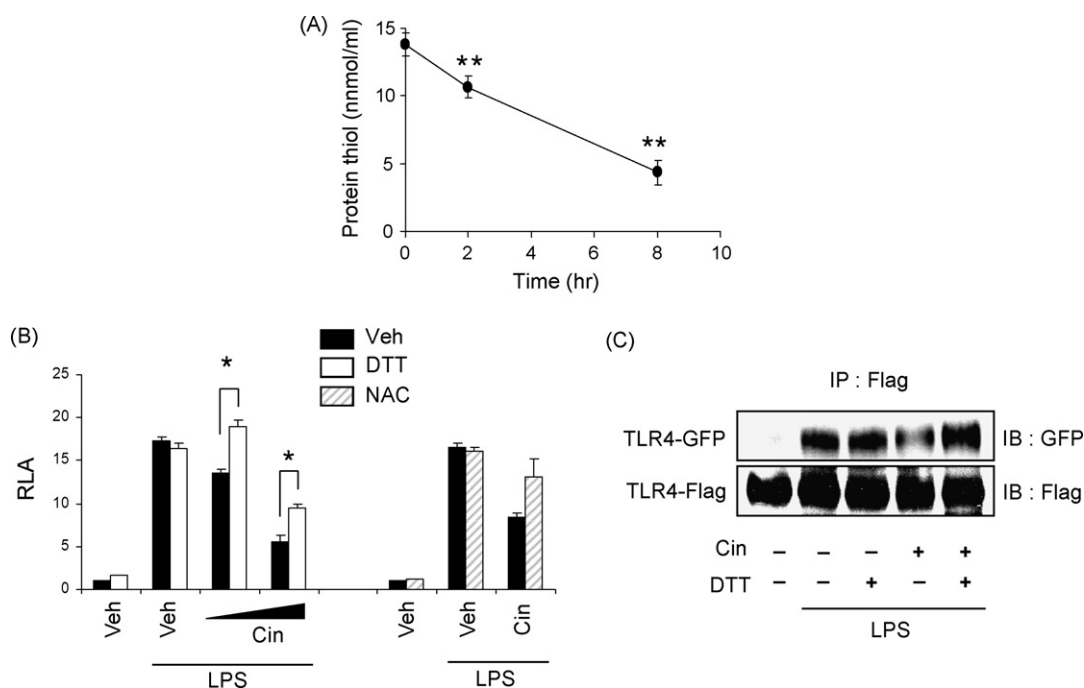 (A)
Protein thiol (nnmol/ml)
15
10
5
0
** **
0 2 4 6 8 10
Time (hr)
(B)
Veh
DTT
NAC
RLA
25
20
15
10
5
0
* *
Veh Veh Cin Veh Veh Cin
LPS LPS
(C)
IP : Flag
TLR4-GFP IB : GFP
TLR4-Flag IB : Flag
Cin – – – + +
DTT – – + – +
LPS